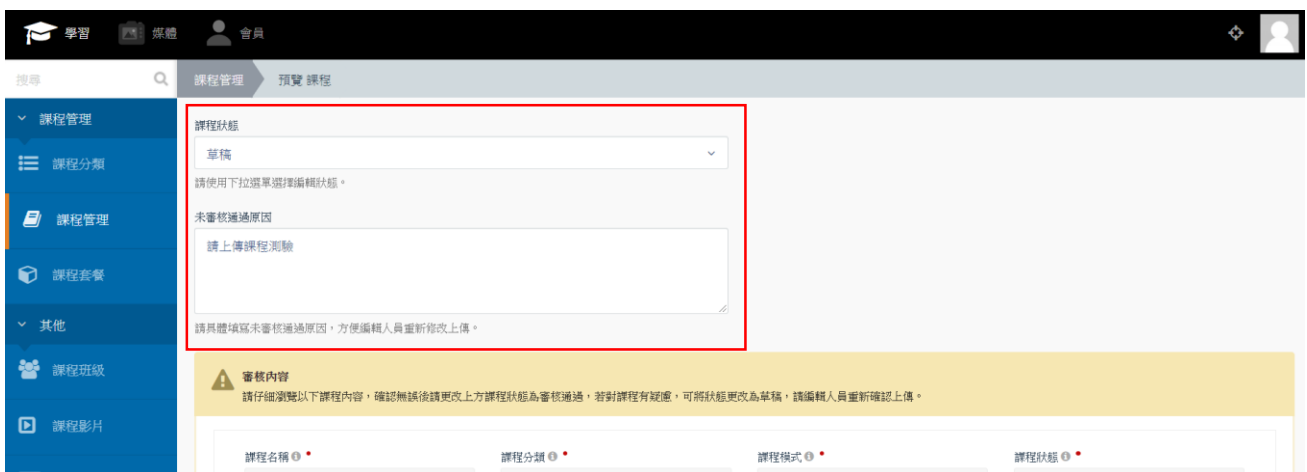 學習
媒體
會員
搜尋
課程管理
預覽 課程
課程管理
課程分類
課程管理
課程套餐
其他
課程班級
課程影片
課程狀態
草稿
請使用下拉選單選擇編輯狀態。
未審核通過原因
請上傳課程測驗
請具體填寫未審核通過原因，方便編輯人員重新修改上傳。
審核內容
請仔細瀏覽以下課程內容，確認無誤後請更改上方課程狀態為審核通過，若對課程有疑慮，可將狀態更改為草稿，請編輯人員重新確認上傳。
課程名稱
課程分類
課程模式
課程狀態